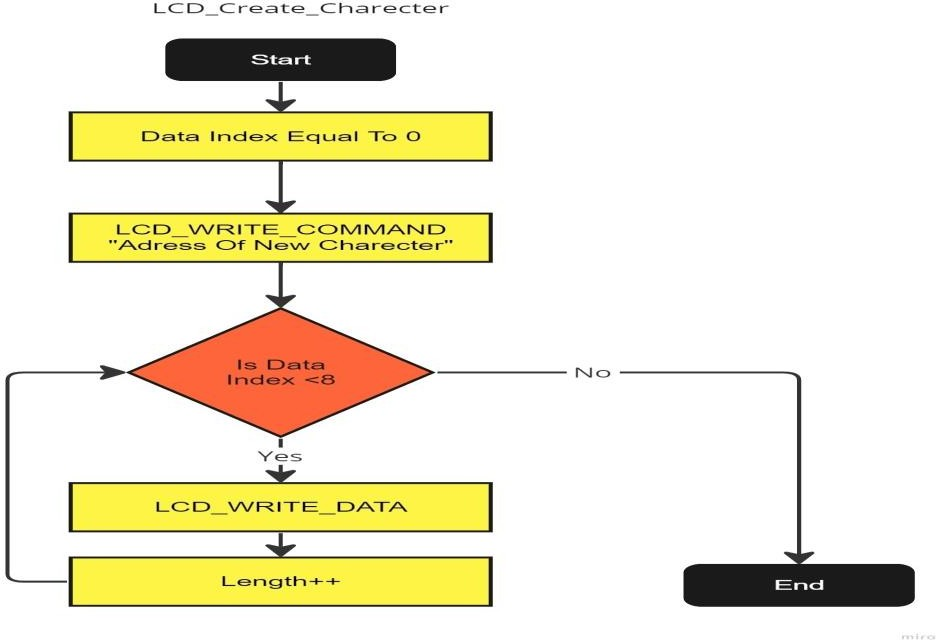 LCD_Create_Charecter
Start
Data Index Equal To 0
LCD_WRITE_COMMAND
"Adress Of New Charecter"
Is Data
Index <8
No
Yes
LCD_WRITE_DATA
Length++
End
miro